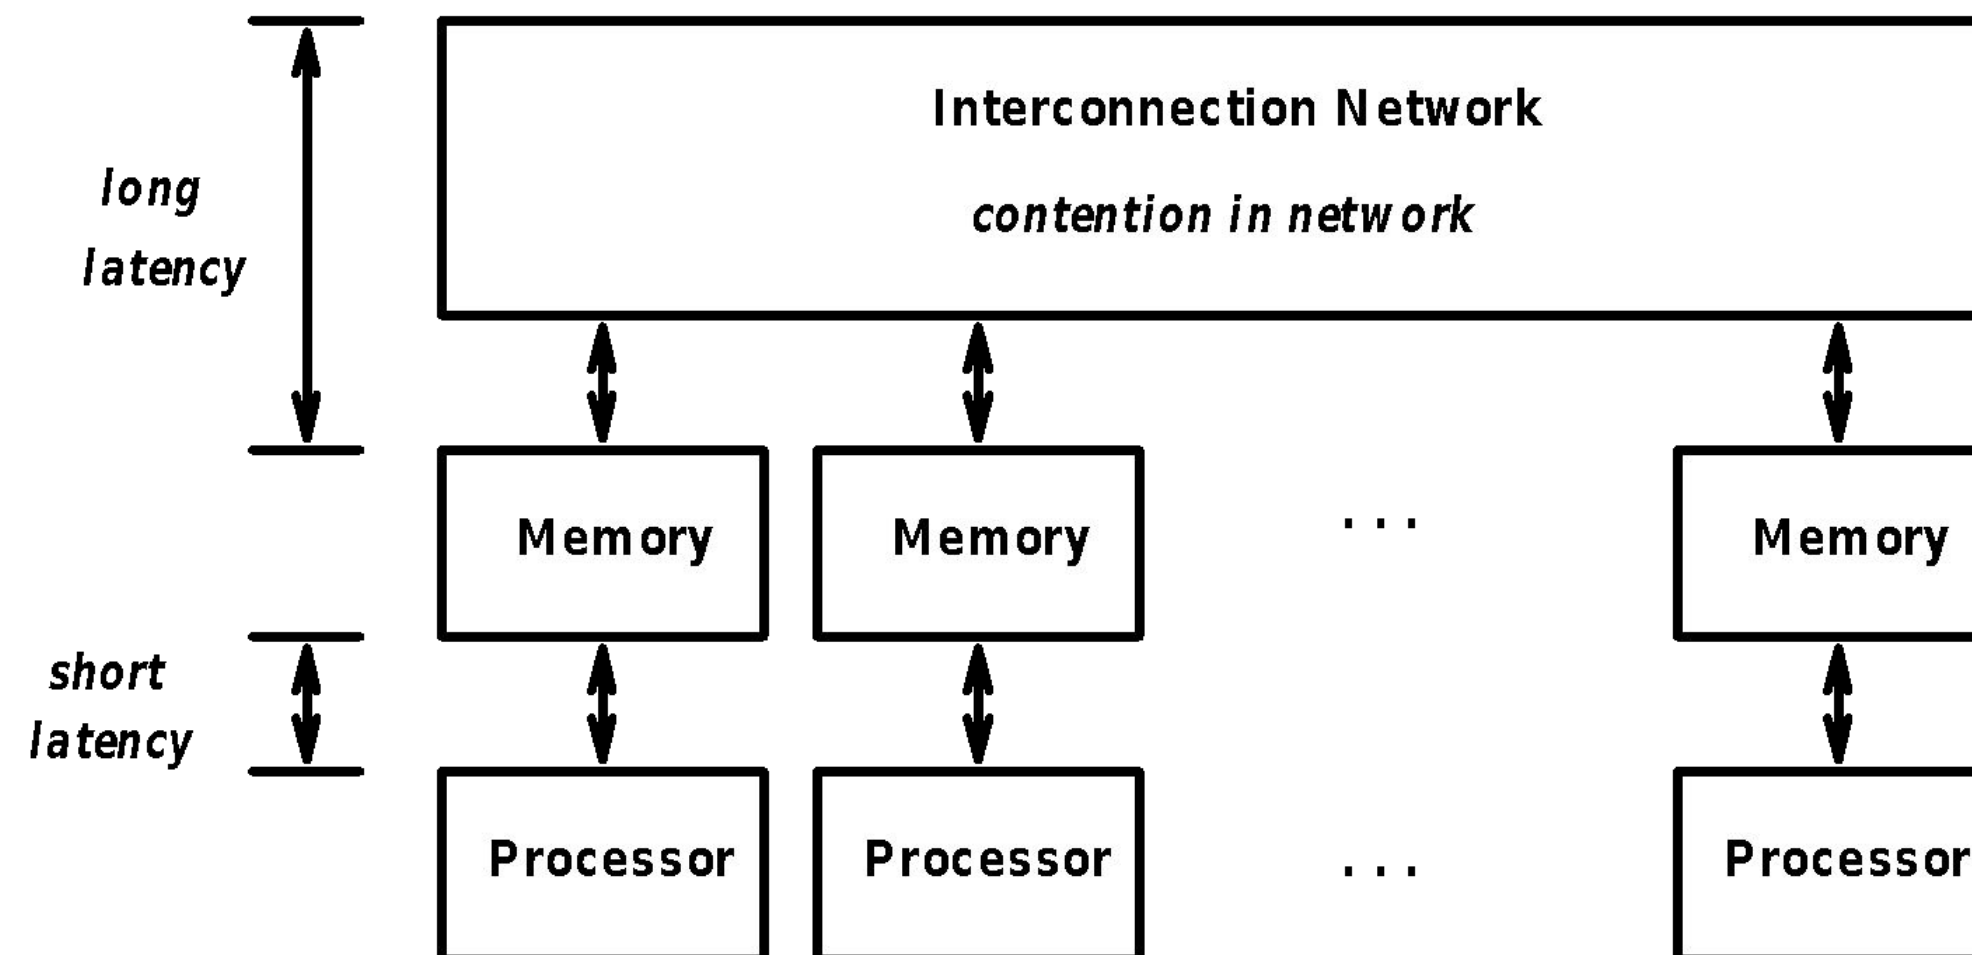 Interconnection Network
contention in network
long
latency
Memory Memory . . . Memory
short
latency
Processor Processor . . . Processor